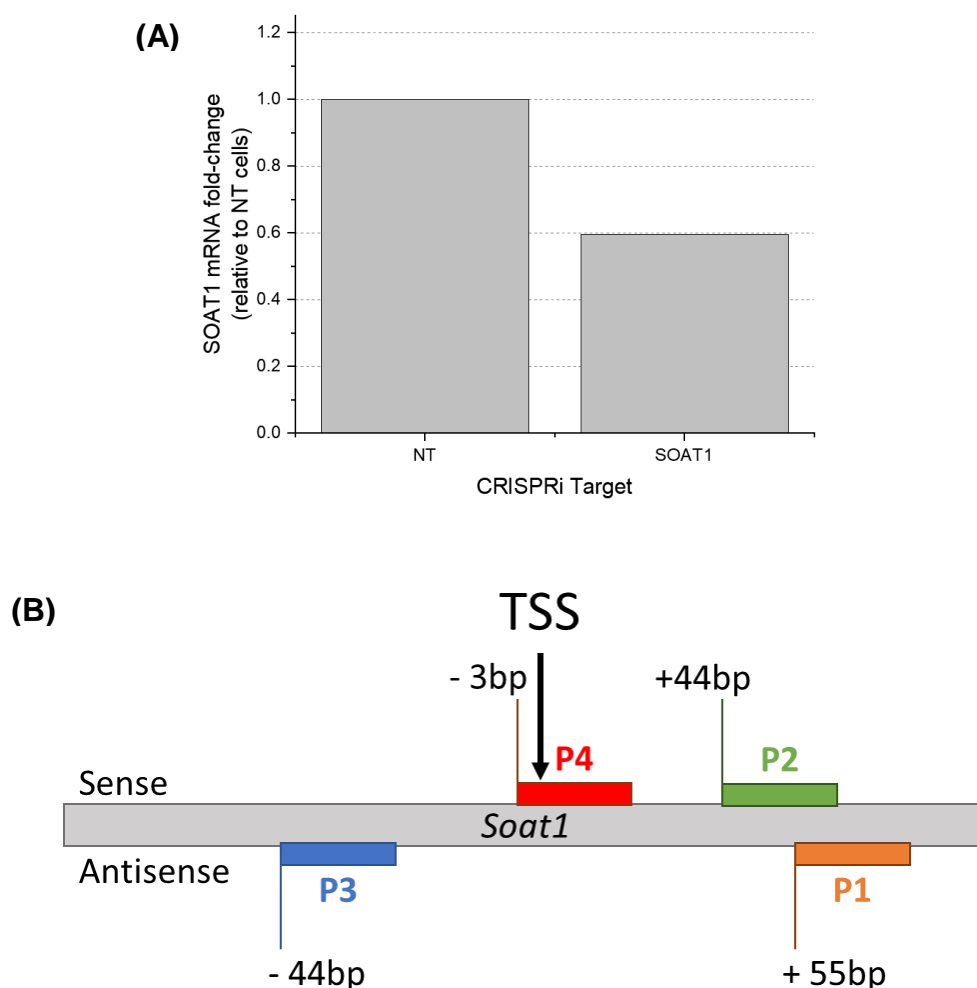 (A)
SOAT1 mRNA fold-change
(relative to NT cells)
1.2
1.0
0.8
0.6
0.4
0.2
0.0
NT
SOAT1
CRISPRi Target
(B)
TSS
- 3bp
+44bp
P4
P2
Sense
Soat1
Antisense
P3
P1
- 44bp
+ 55bp